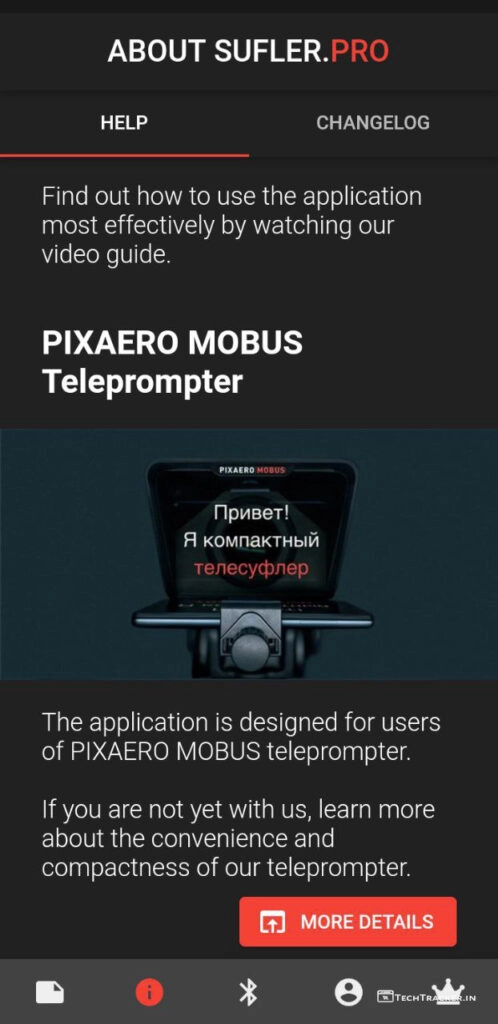 ABOUT SUFLER.PRO
HELP
CHANGELOG
Find out how to use the application
most effectively by watching our
video guide.
PIXAERO MOBUS
Teleprompter
PIXAERO MOBUS
Привет!
Я компактный
телесуфлер
The application is designed for users
of PIXAERO MOBUS teleprompter.
If you are not yet with us, learn more
about the convenience and
compactness of our teleprompter.
MORE DETAILS
TECHTRACKER.IN